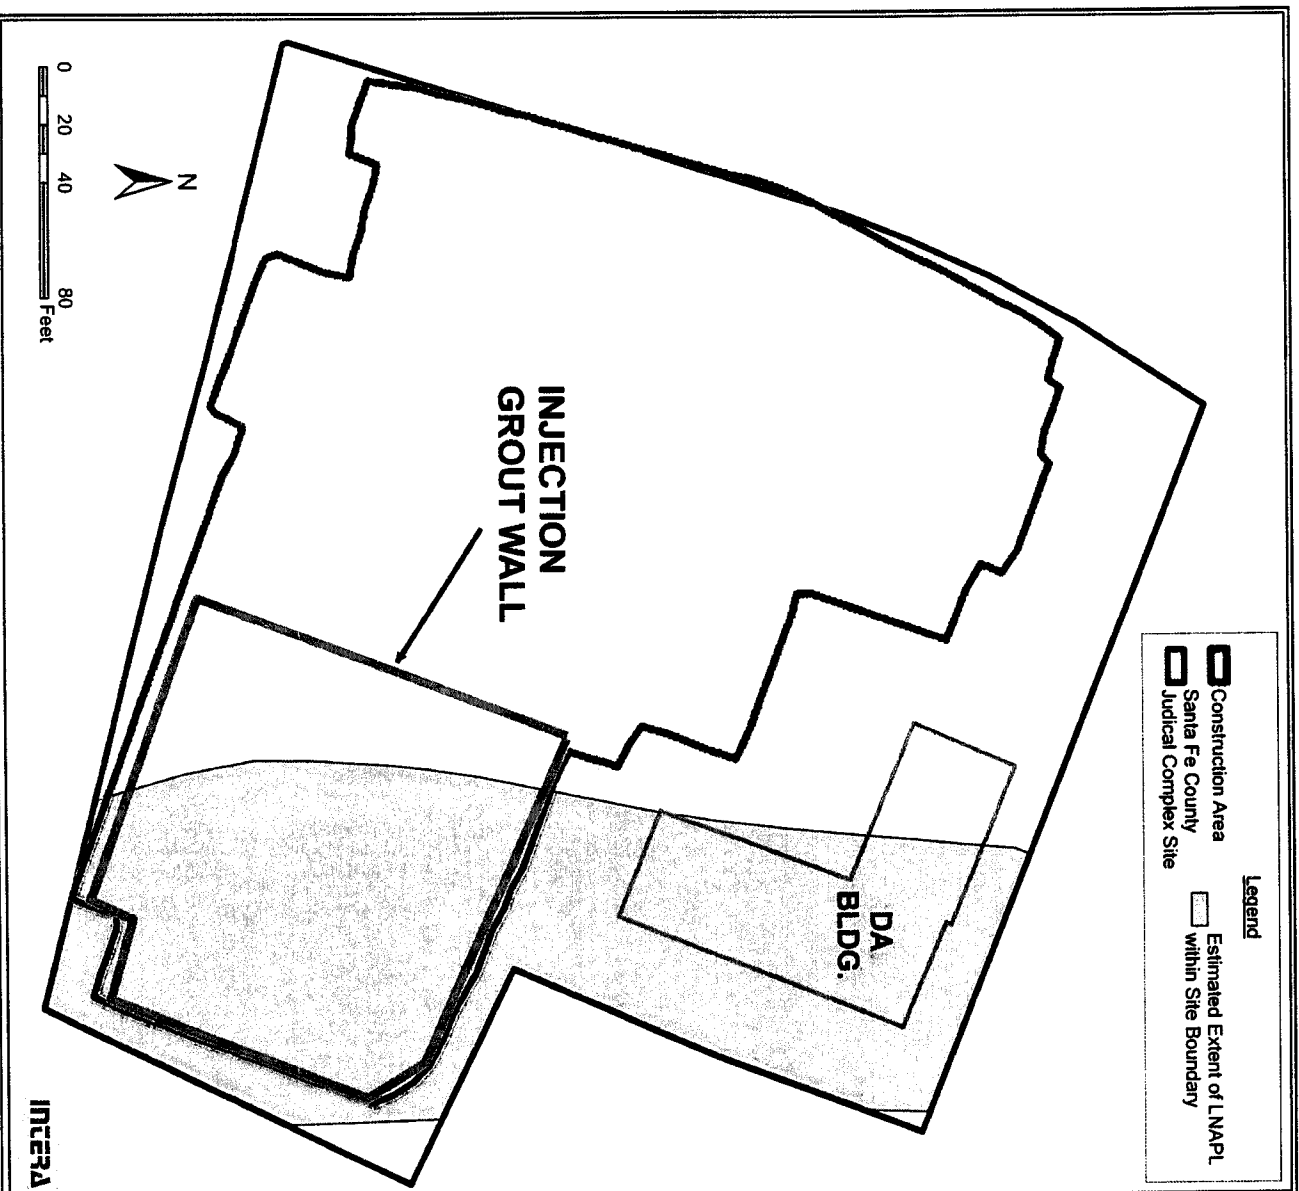 Legend
Construction Area
Santa Fe County
Judical Complex Site
Estimated Extent of LNAPL
within Site Boundary
DA
BLDG.
INJECTION
GROUT WALL
N
0 20 40 80
Feet
INTERA